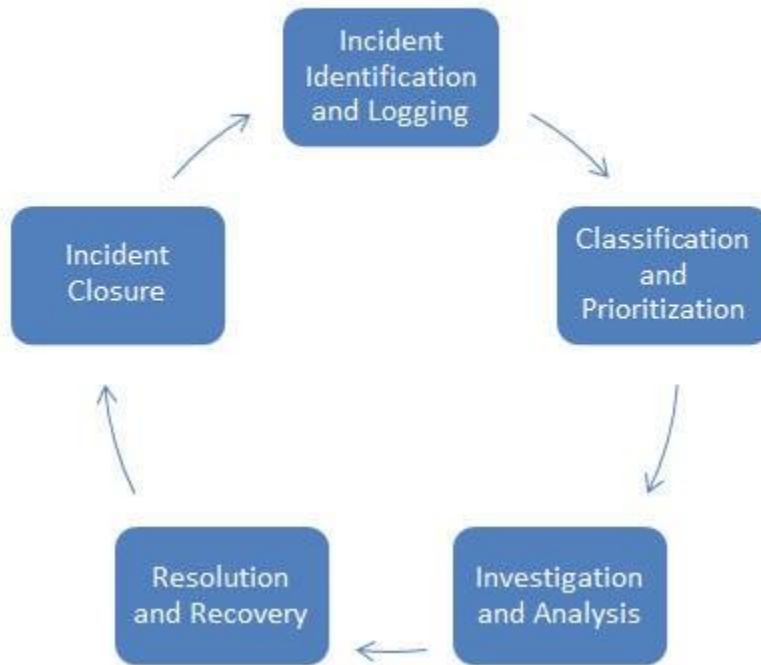 Incident
Identification
and Logging
Classification
and
Prioritization
Investigation
and Analysis
Resolution
and Recovery
Incident
Closure